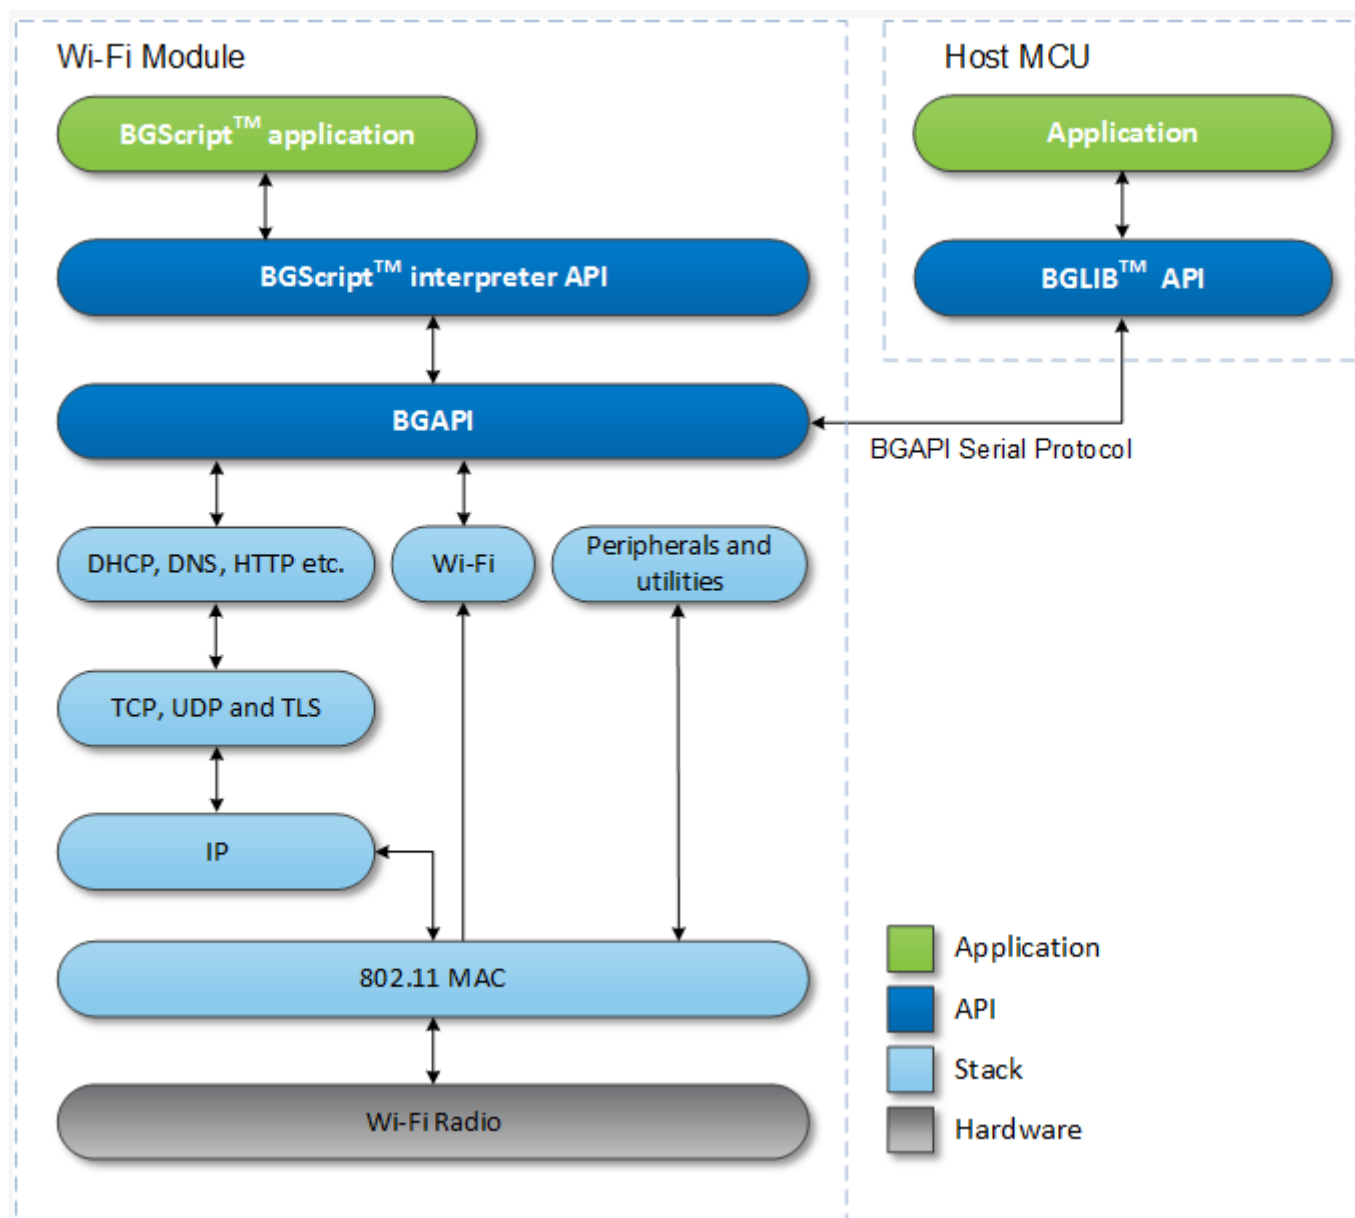 Wi-Fi Module
BGScript™ application
BGScript™ interpreter API
BGAPI
DHCP, DNS, HTTP etc.
Wi-Fi
Peripherals and
utilities
TCP, UDP and TLS
IP
802.11 MAC
Wi-Fi Radio
Host MCU
Application
BGLIB™ API
BGAPI Serial Protocol
Application
API
Stack
Hardware